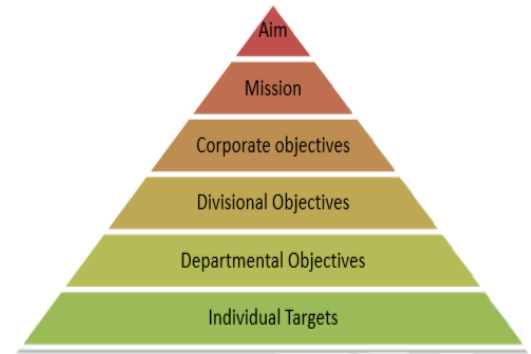 Aim
Mission
Corporate objectives
Divisional Objectives
Departmental Objectives
Individual Targets